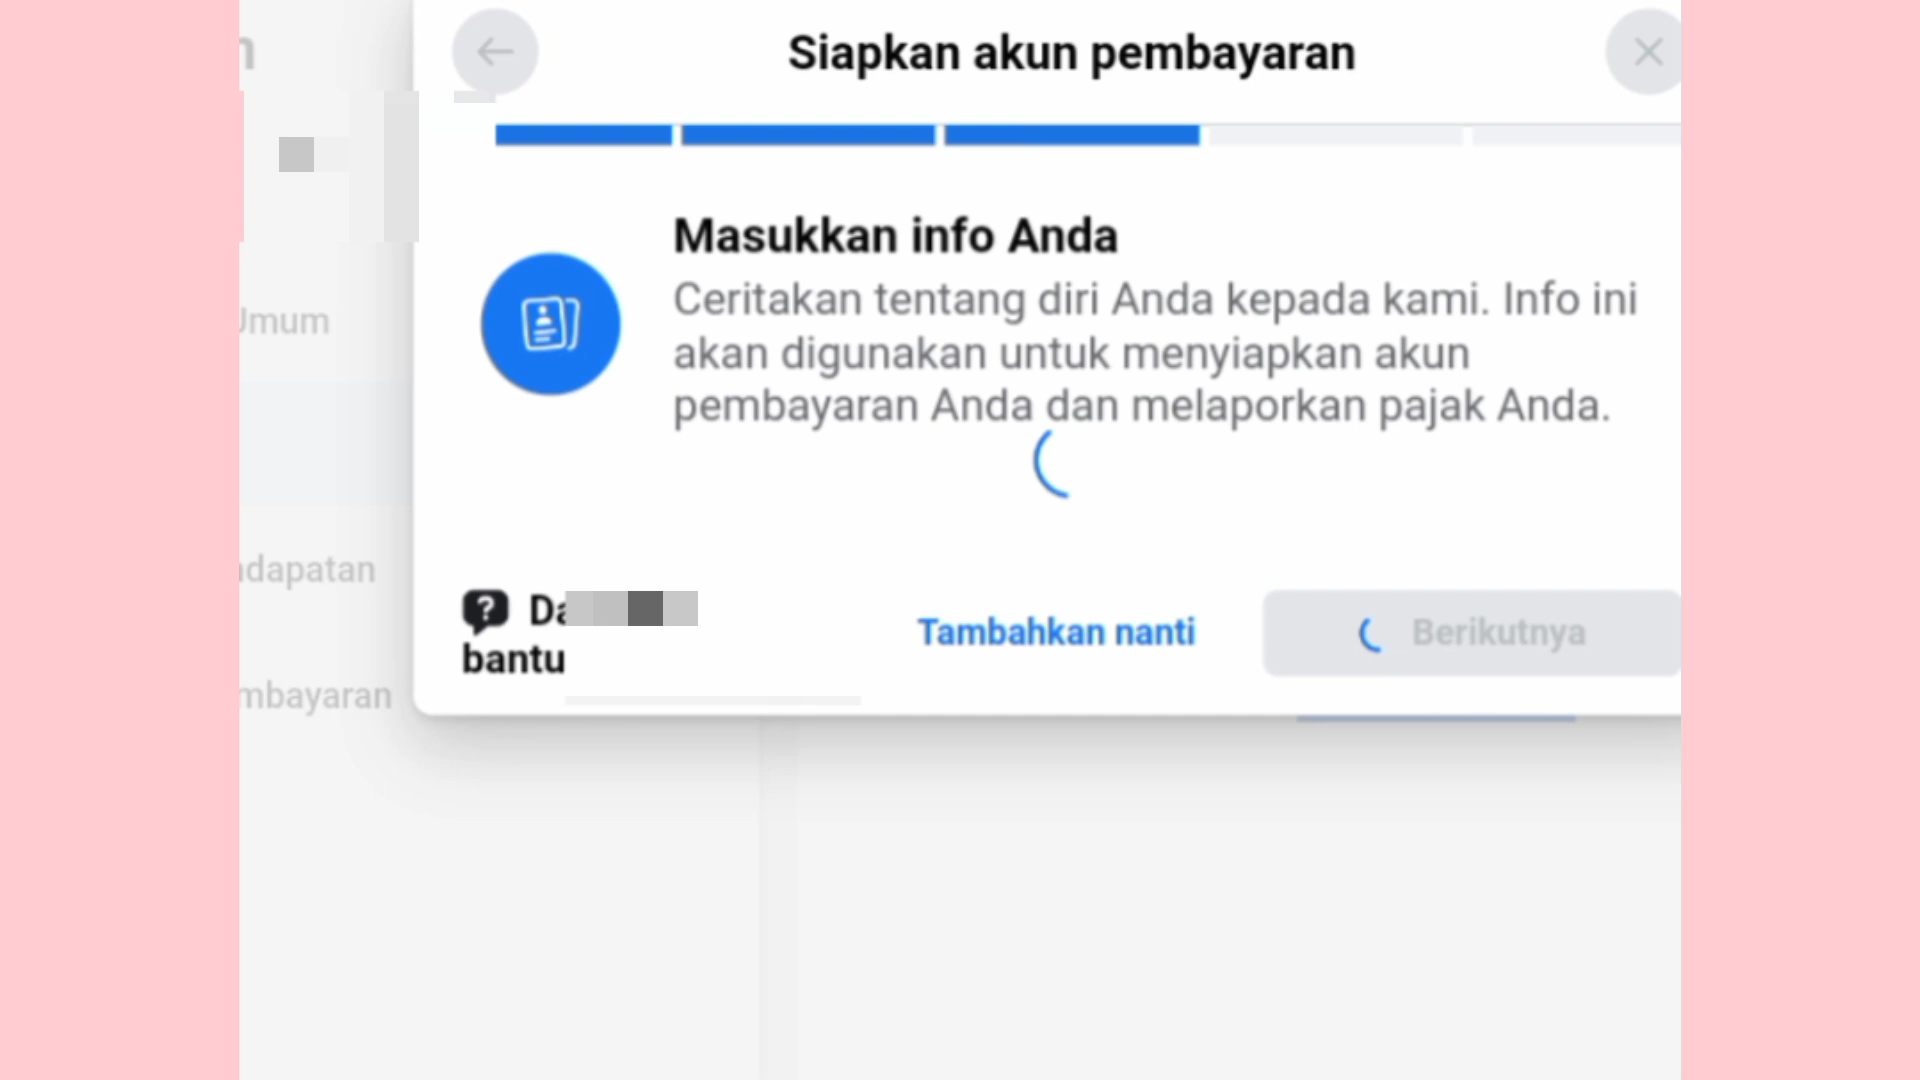 Siapkan akun pembayaran
Masukkan info Anda
Ceritakan tentang diri Anda kepada kami. Info ini
akan digunakan untuk menyiapkan akun
pembayaran Anda dan melaporkan pajak Anda.
Umum
dapatan
mbayaran
bantu
Tambahkan nanti
Berikutnya